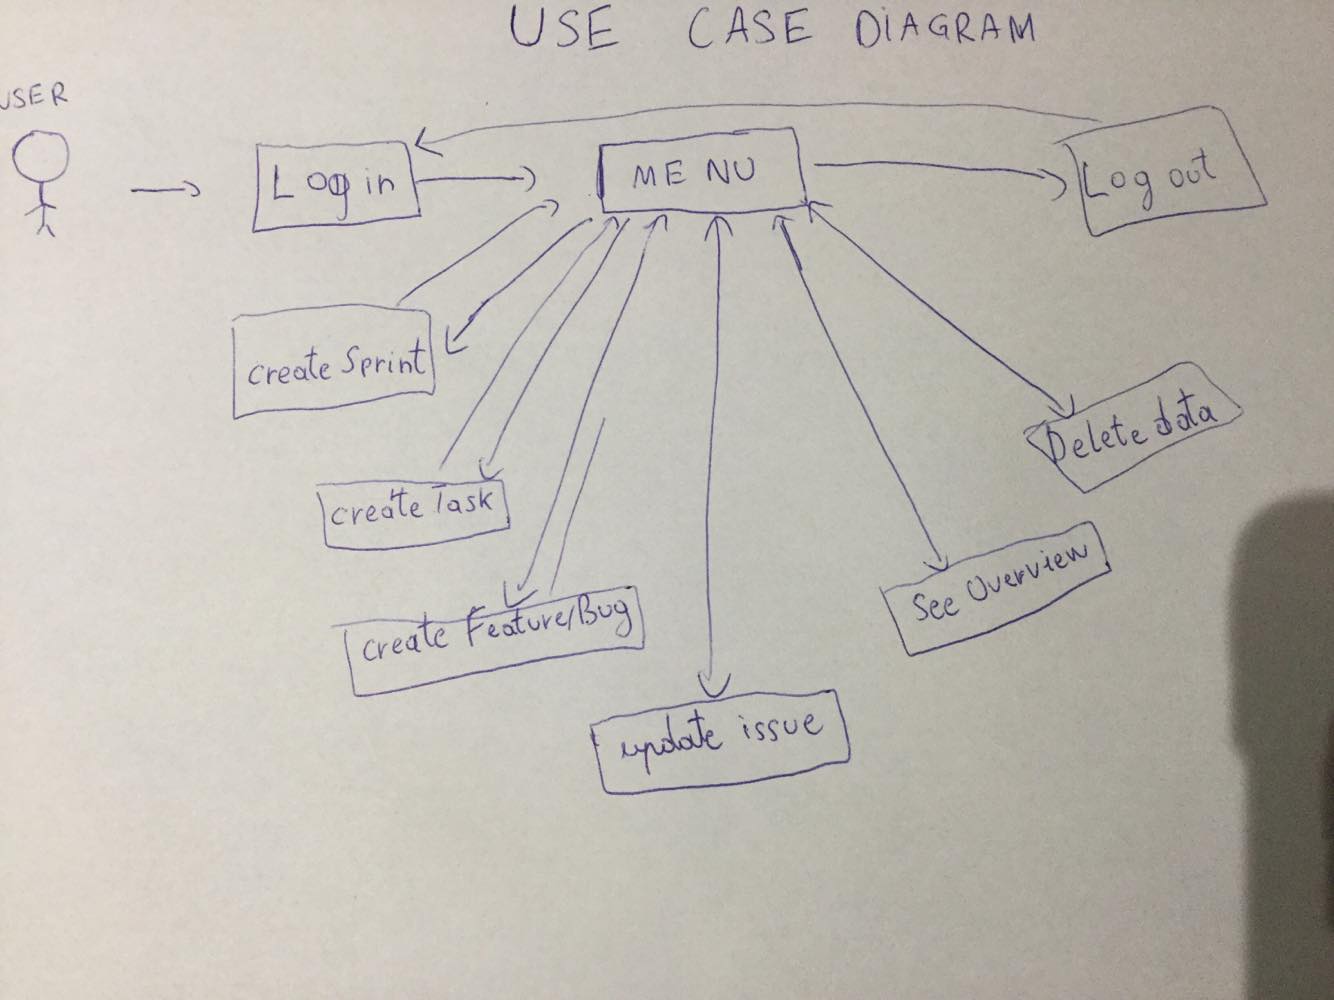 USE CASE DIAGRAM
USER
Log in
MENU
Log out
create Sprint
Delete data
create Task
See Overview
create Feature/Bug
update issue